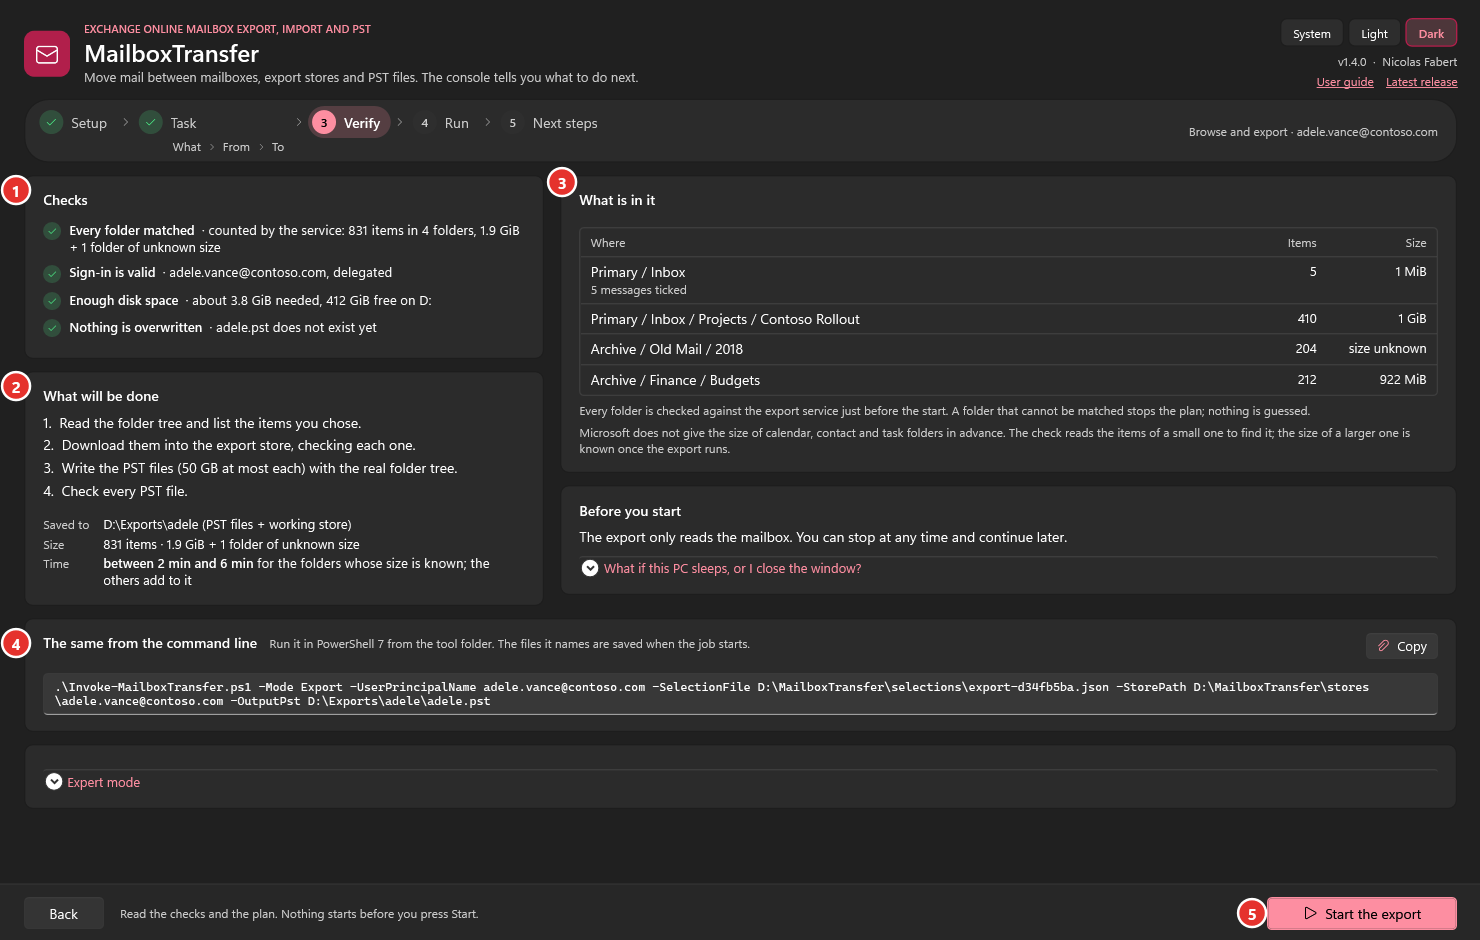 EXCHANGE ONLINE MAILBOX EXPORT, IMPORT AND PST
MailboxTransfer
Move mail between mailboxes, export stores and PST files. The console tells you what to do next.
System
Light
Dark
v1.4.0 · Nicolas Fabert
User guide
Latest release
Setup
Task
3 Verify
4 Run
5 Next steps
What
From
To
Browse and export · adele.vance@contoso.com
1
Checks
Every folder matched · counted by the service: 831 items in 4 folders, 1.9 GiB
+ 1 folder of unknown size
Sign-in is valid · adele.vance@contoso.com, delegated
Enough disk space · about 3.8 GiB needed, 412 GiB free on D:
Nothing is overwritten · adele.pst does not exist yet
2
What will be done
1. Read the folder tree and list the items you chose.
2. Download them into the export store, checking each one.
3. Write the PST files (50 GB at most each) with the real folder tree.
4. Check every PST file.
Saved to D:\Exports\adele (PST files + working store)
Size 831 items · 1.9 GiB + 1 folder of unknown size
Time between 2 min and 6 min for the folders whose size is known; the
others add to it
3
What is in it
Where Items Size
Primary / Inbox 5 1 MiB
5 messages ticked
Primary / Inbox / Projects / Contoso Rollout 410 1 GiB
Archive / Old Mail / 2018 204 size unknown
Archive / Finance / Budgets 212 922 MiB
Every folder is checked against the export service just before the start. A folder that cannot be matched stops the plan; nothing is guessed.
Microsoft does not give the size of calendar, contact and task folders in advance. The check reads the items of a small one to find it; the size of a larger one is
known once the export runs.
Before you start
The export only reads the mailbox. You can stop at any time and continue later.
What if this PC sleeps, or I close the window?
4
The same from the command line Run it in PowerShell 7 from the tool folder. The files it names are saved when the job starts.
Copy
.\Invoke-MailboxTransfer.ps1 -Mode Export -UserPrincipalName adele.vance@contoso.com -SelectionFile D:\MailboxTransfer\selections\export-d34fb5ba.json -StorePath D:\MailboxTransfer\stores
\adele.vance@contoso.com -OutputPst D:\Exports\adele\adele.pst
Expert mode
Back
Read the checks and the plan. Nothing starts before you press Start.
5
Start the export